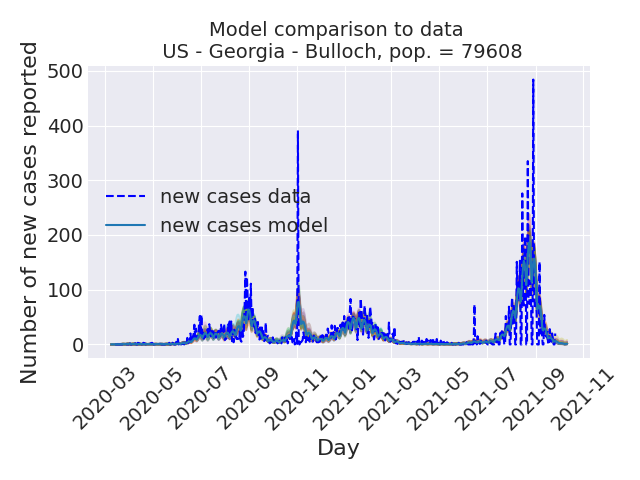 Model comparison to data
US - Georgia - Bulloch, pop. = 79608
Number of new cases reported
500
400
300
200
100
0
new cases data
new cases model
2020-03
2020-05
2020-07
2020-09
2020-11
2021-01
2021-03
2021-05
2021-07
2021-09
2021-11
Day